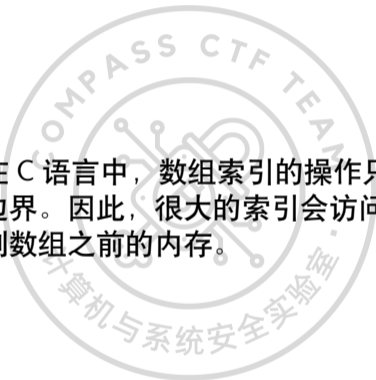 COMPASS CTF TEAM
在 C 语言中，数组索引的操作只
边界。因此，很大的索引会访问
到数组之前的内存。
计算机与系统安全实验室